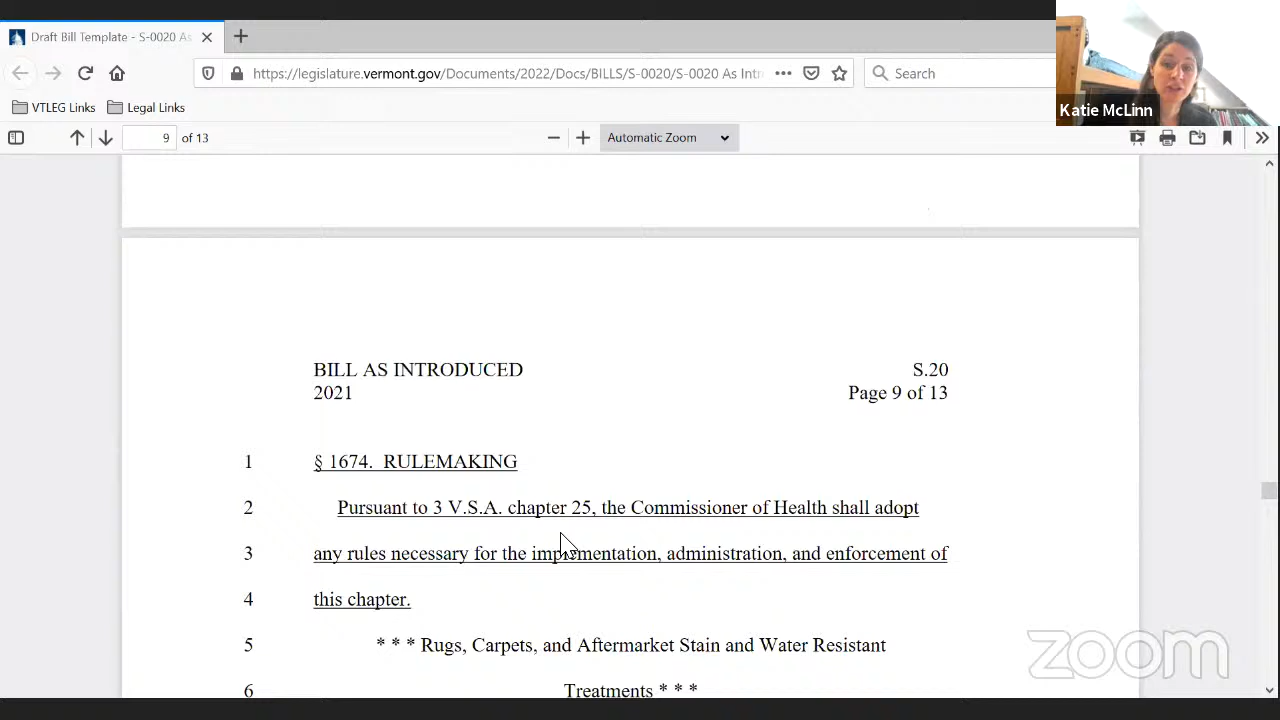 Draft Bill Template - S-0020 As
https://legislature.vermont.gov/Documents/2022/Docs/BILLS/S-0020/S-0020 As Intr
Search
VTLEG Links
Legal Links
Katie McLinn
9 of 13
Automatic Zoom
BILL AS INTRODUCED S.20
2021 Page 9 of 13
1 § 1674. RULEMAKING
2 Pursuant to 3 V.S.A. chapter 25, the Commissioner of Health shall adopt
3 any rules necessary for the implementation, administration, and enforcement of
4 this chapter.
5 * * * Rugs, Carpets, and Aftermarket Stain and Water Resistant
6 Treatments * * *
zoom